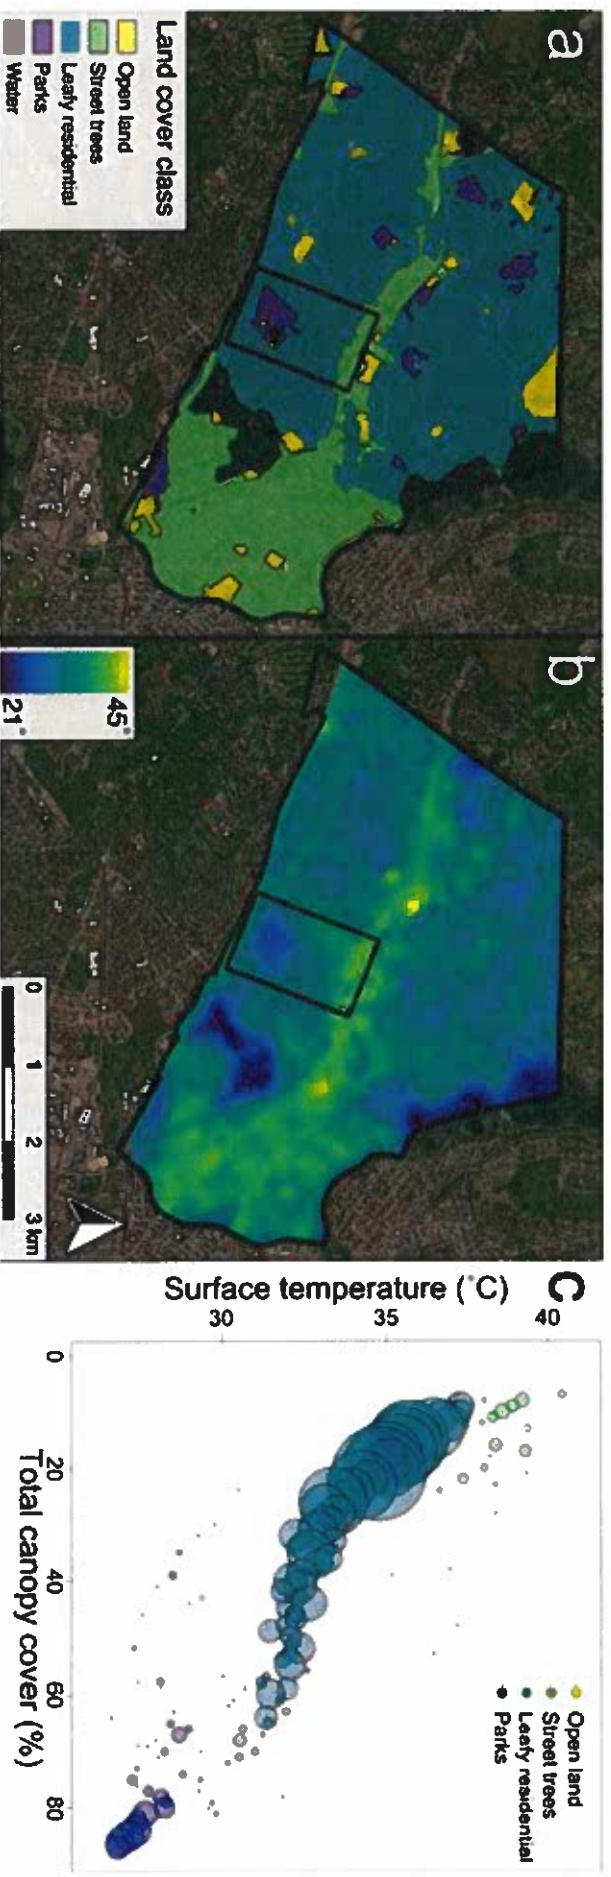 a
Land cover class
Open land
Street trees
Leafy residential
Parks
Water
b
45°
21°
0 1 2 3 km
c
Surface temperature (°C)
30 35 40
0 20 40 60 80
Total canopy cover (%)
Open land
Street trees
Leafy residential
Parks